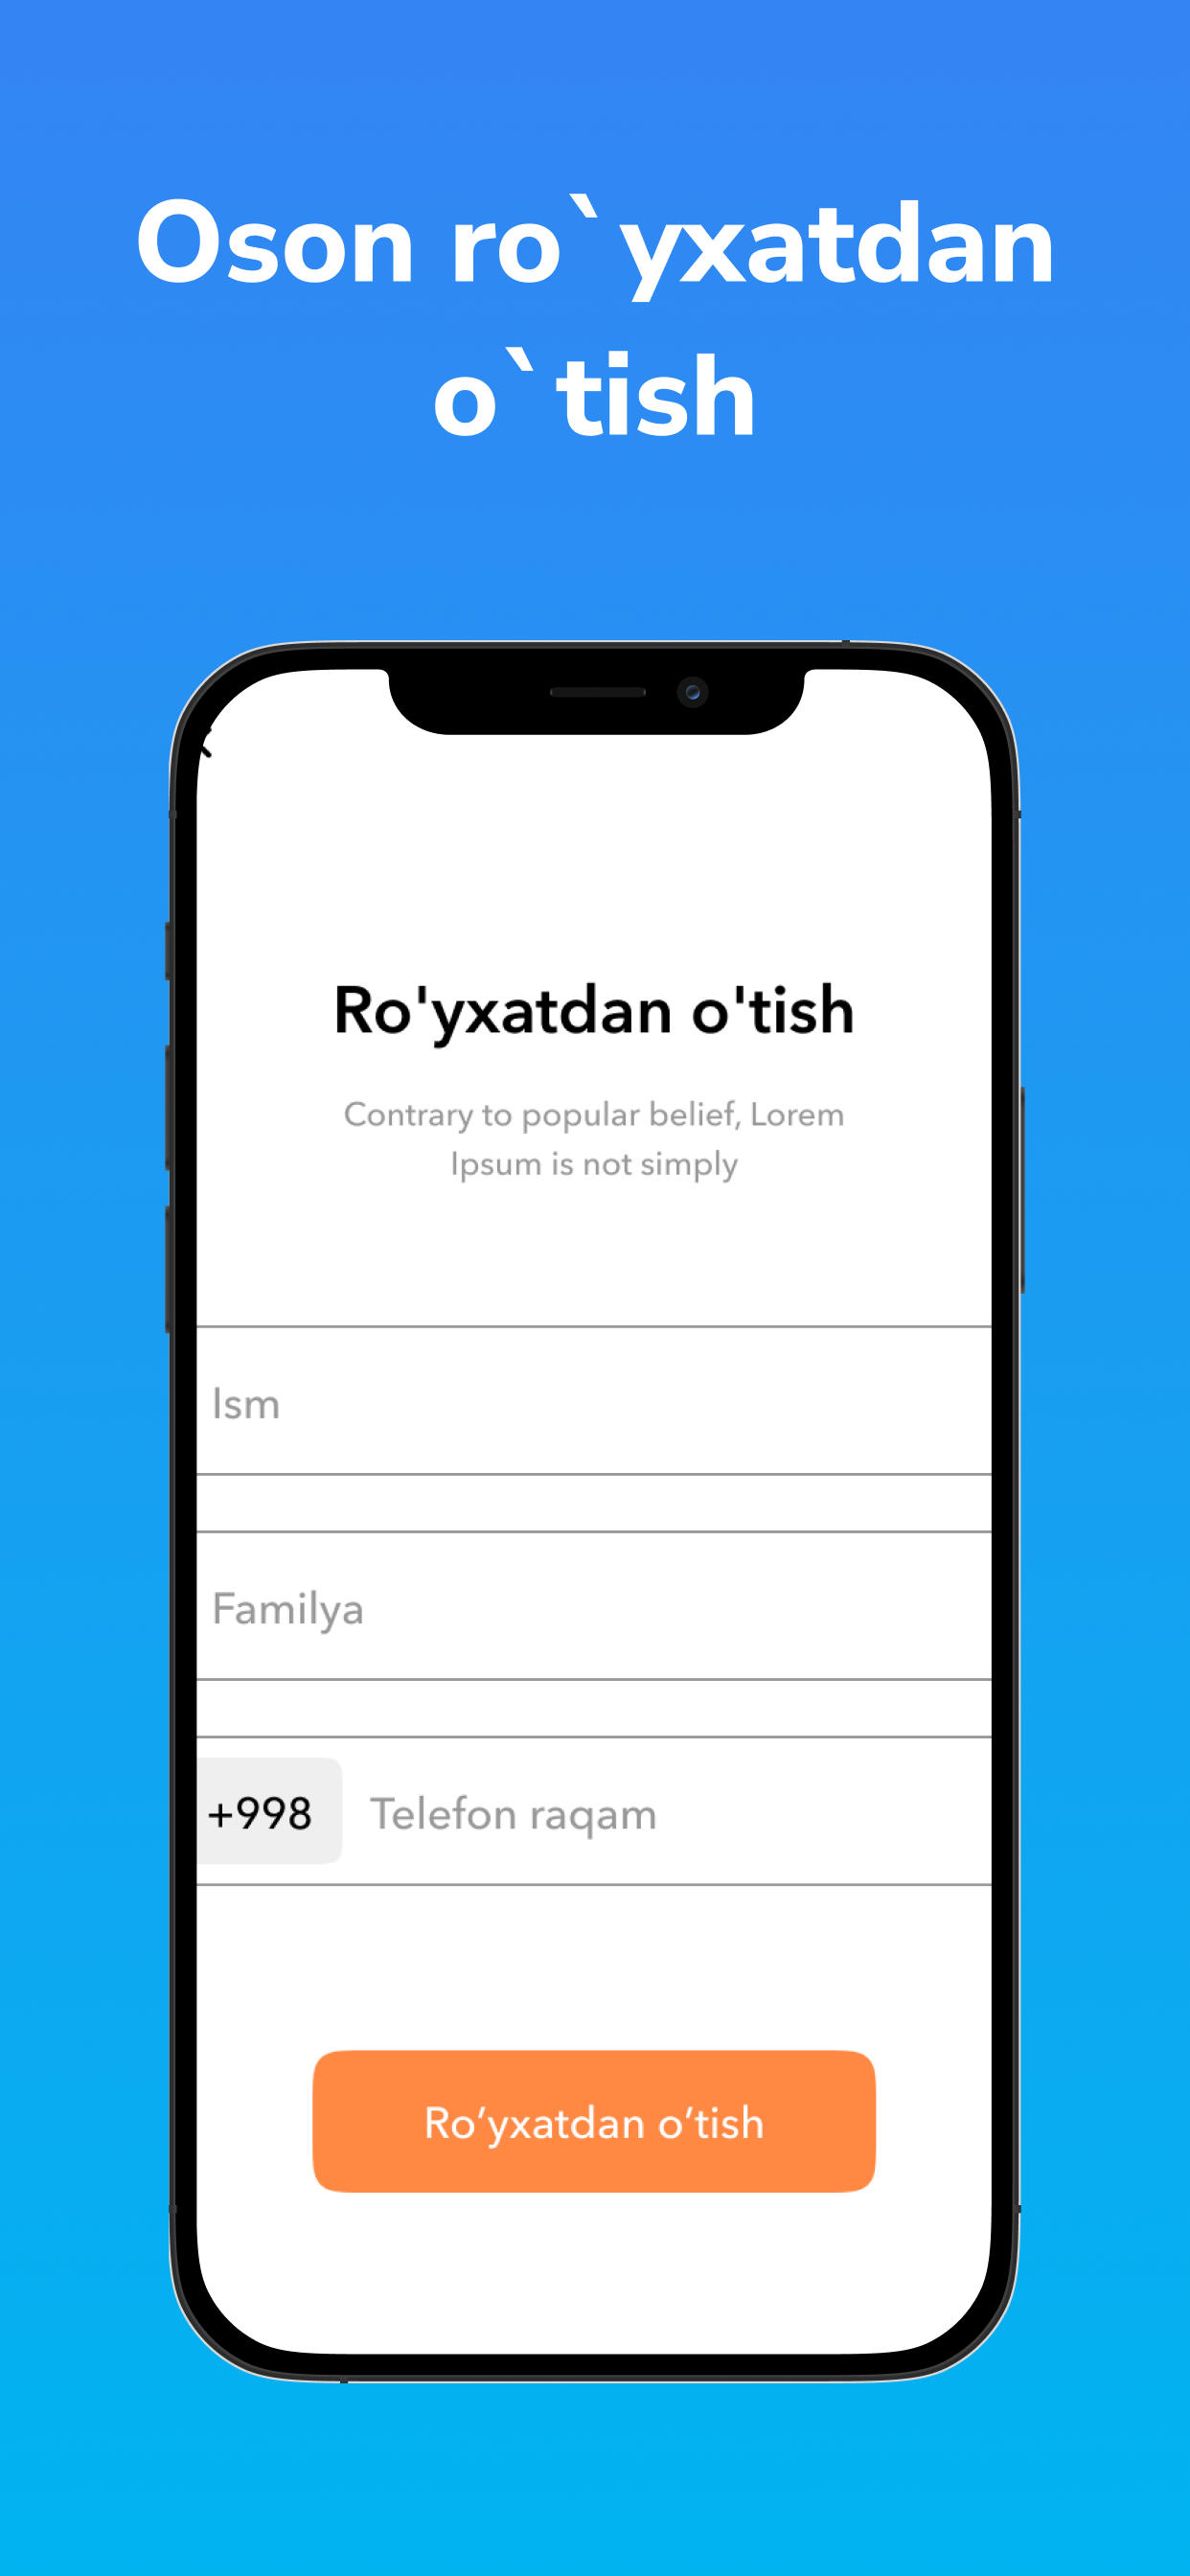 Oson ro`yxatdan
o`tish
Ro'yxatdan o'tish
Contrary to popular belief, Lorem
Ipsum is not simply
Ism
Familya
+998 Telefon raqam
Ro’yxatdan o’tish